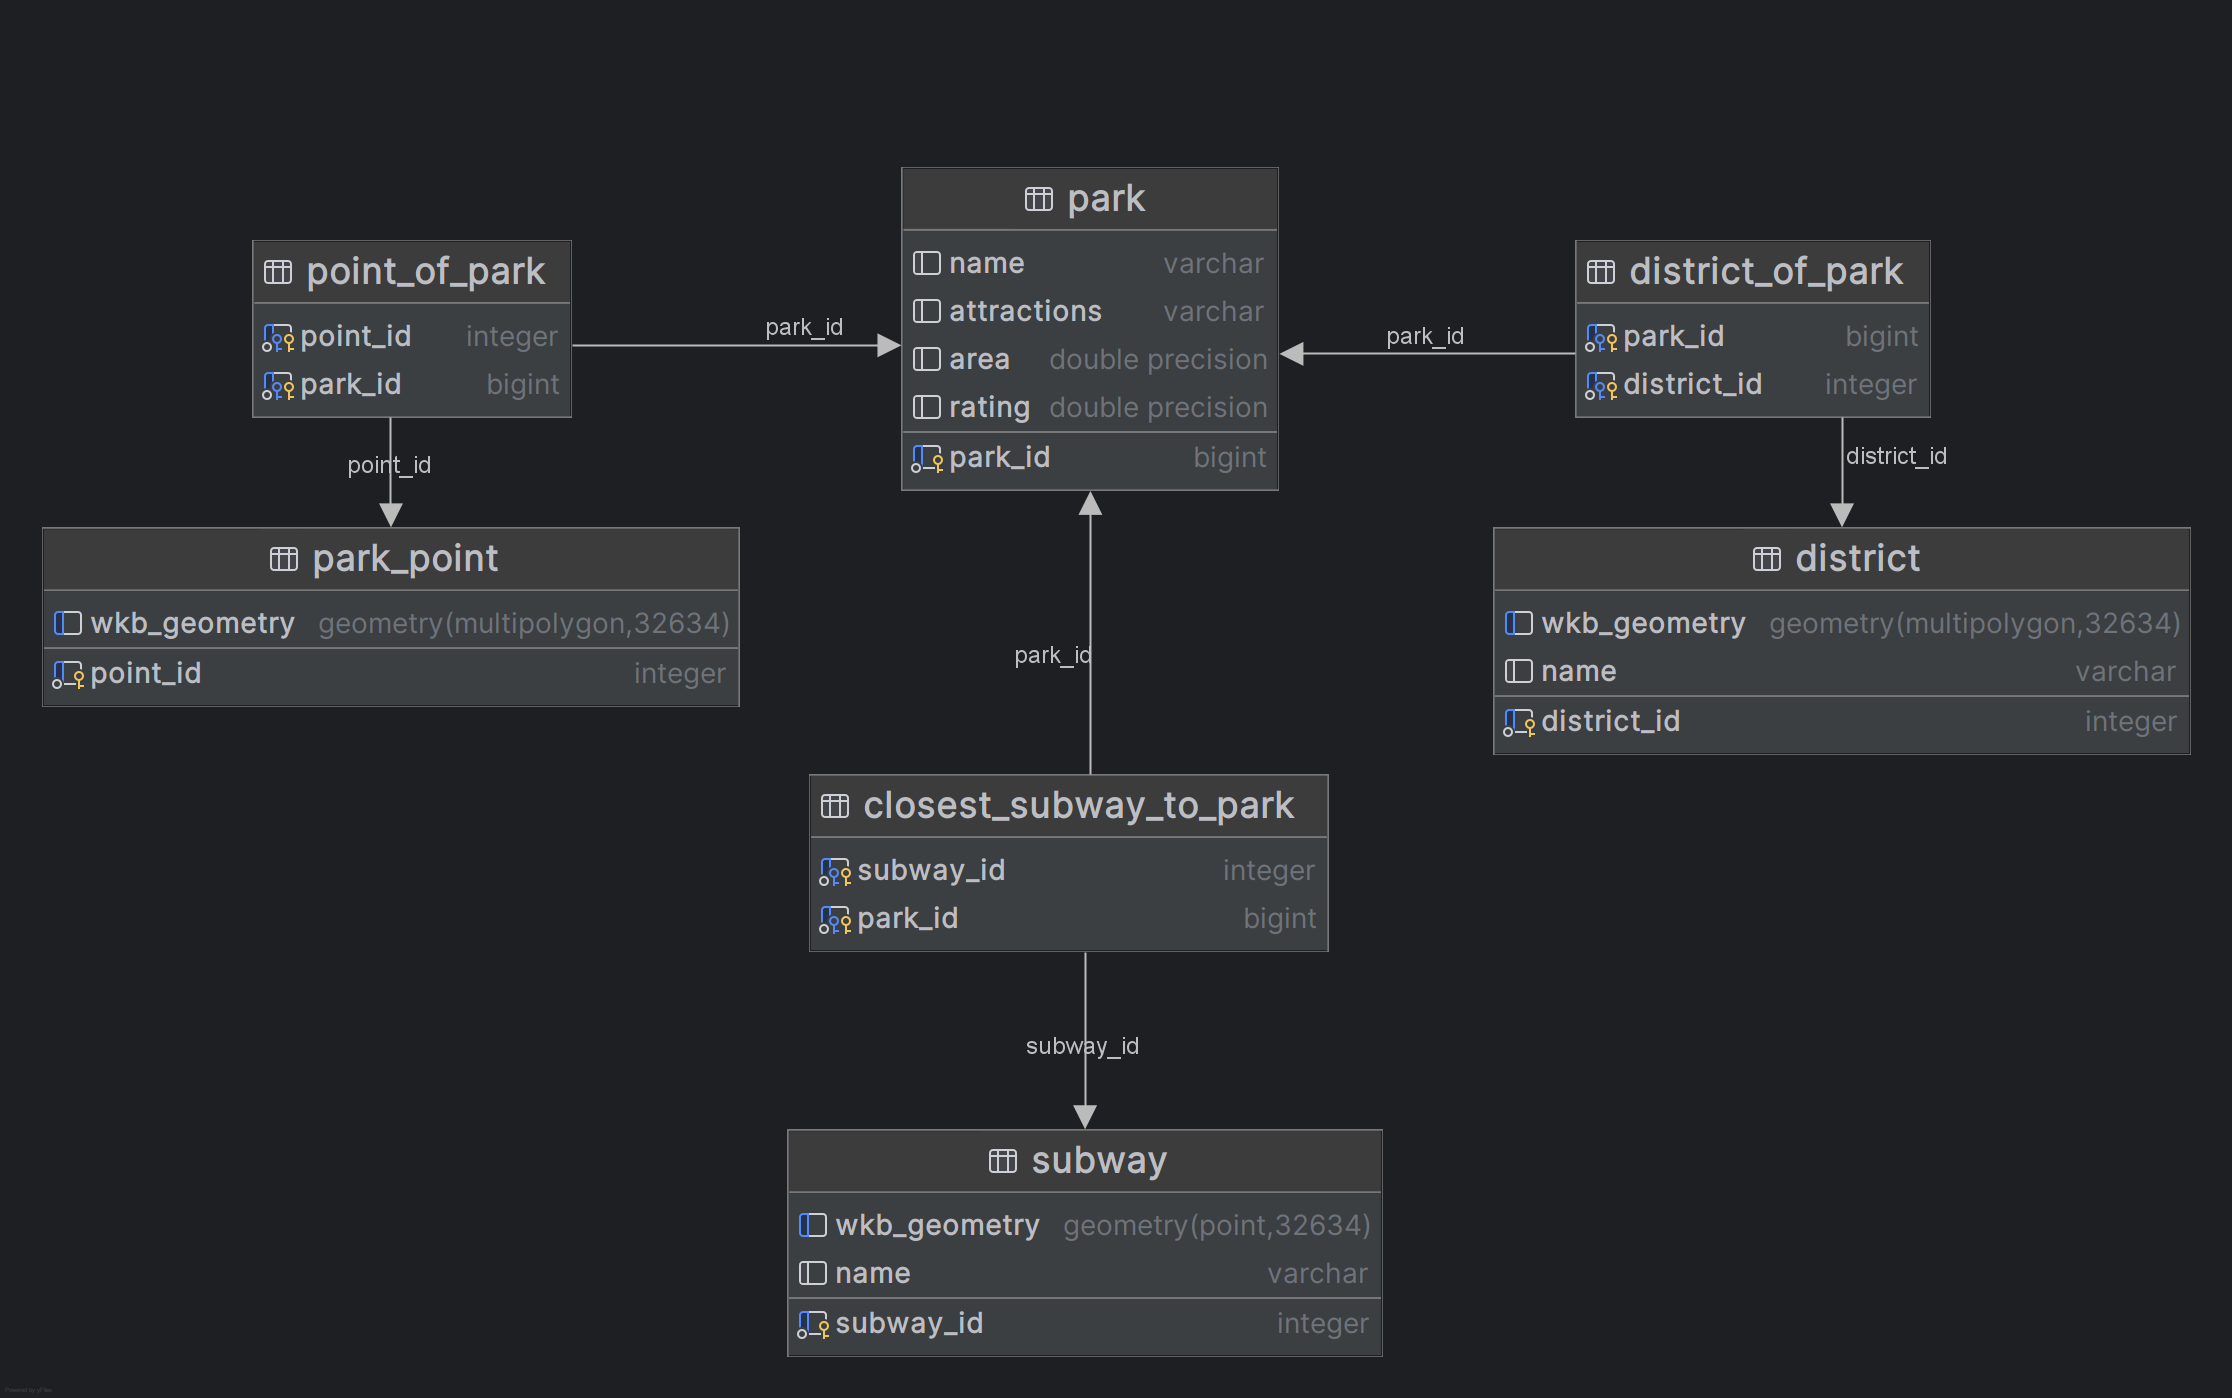 park
name varchar
attractions varchar
area double precision
rating double precision
park_id bigint
point_of_park
point_id integer
park_id bigint
district_of_park
park_id bigint
district_id integer
park_id
park_id
point_id
district_id
park_point
wkb_geometry geometry(multipolygon,32634)
point_id integer
district
wkb_geometry geometry(multipolygon,32634)
name varchar
district_id integer
park_id
closest_subway_to_park
subway_id integer
park_id bigint
subway_id
subway
wkb_geometry geometry(point,32634)
name varchar
subway_id integer
Powered by yFiles